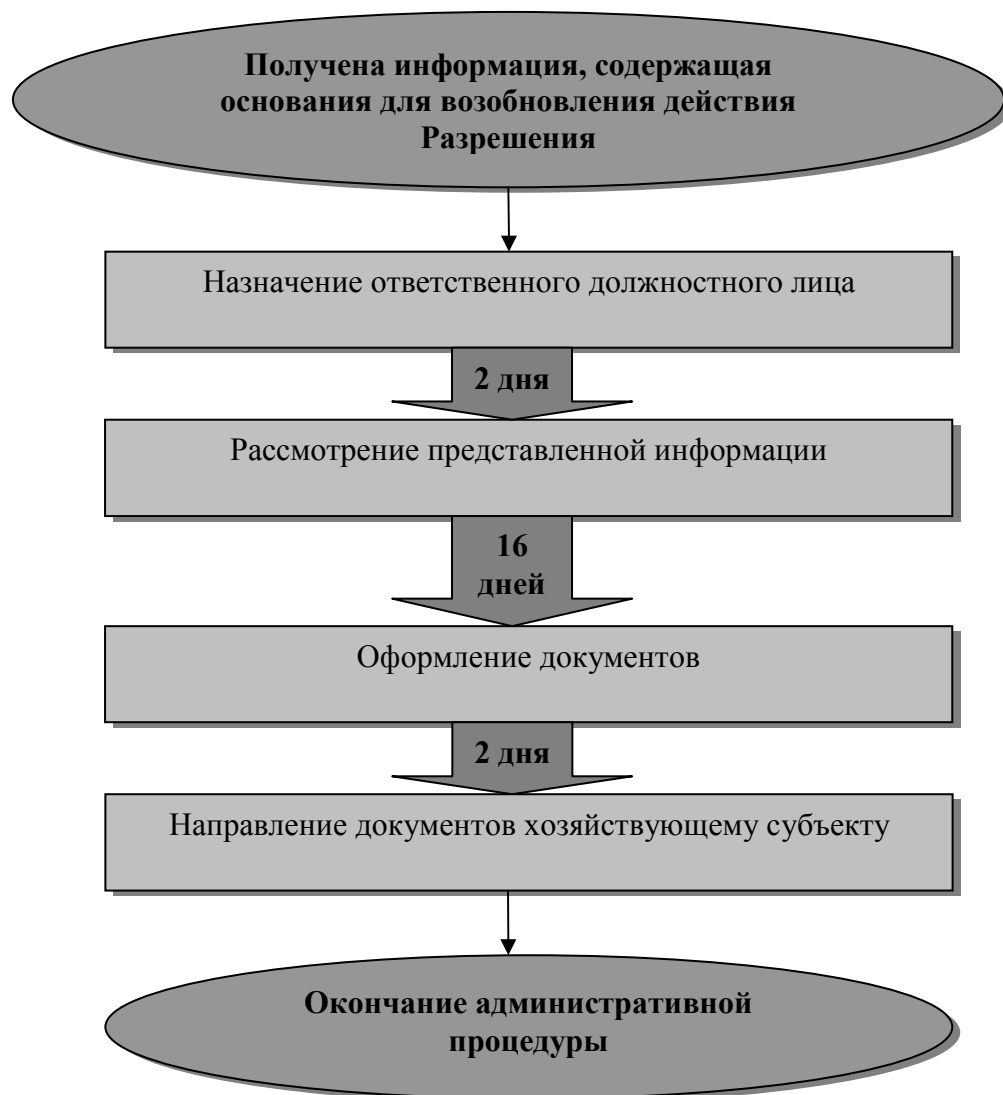 Получена информация, содержащая
основания для возобновления действия
Разрешения
Назначение ответственного должностного лица
2 дня
Рассмотрение представленной информации
16
дней
Оформление документов
2 дня
Направление документов хозяйствующему субъекту
Окончание административной
процедуры